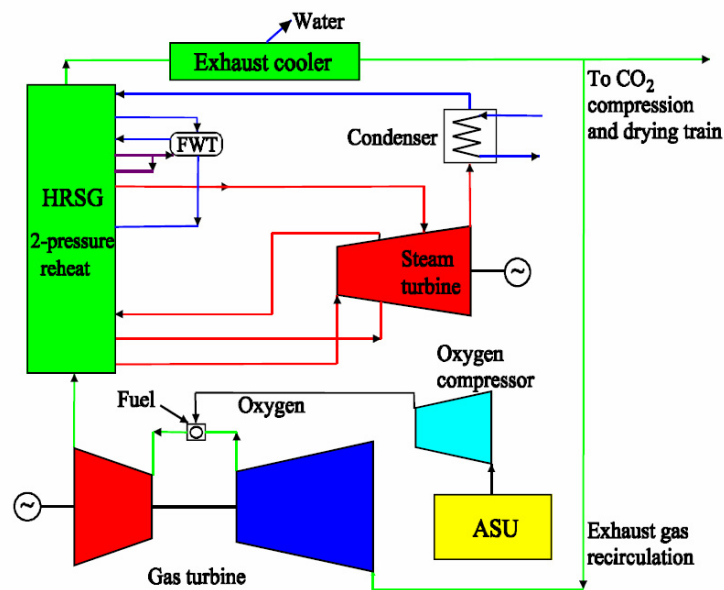 Water
Exhaust cooler
To CO₂
compression
and drying train
Condenser
FWT
HRSG
2-pressure
reheat
Steam
turbine
~
Oxygen
compressor
Fuel
Oxygen
~
ASU
Exhaust gas
recirculation
Gas turbine